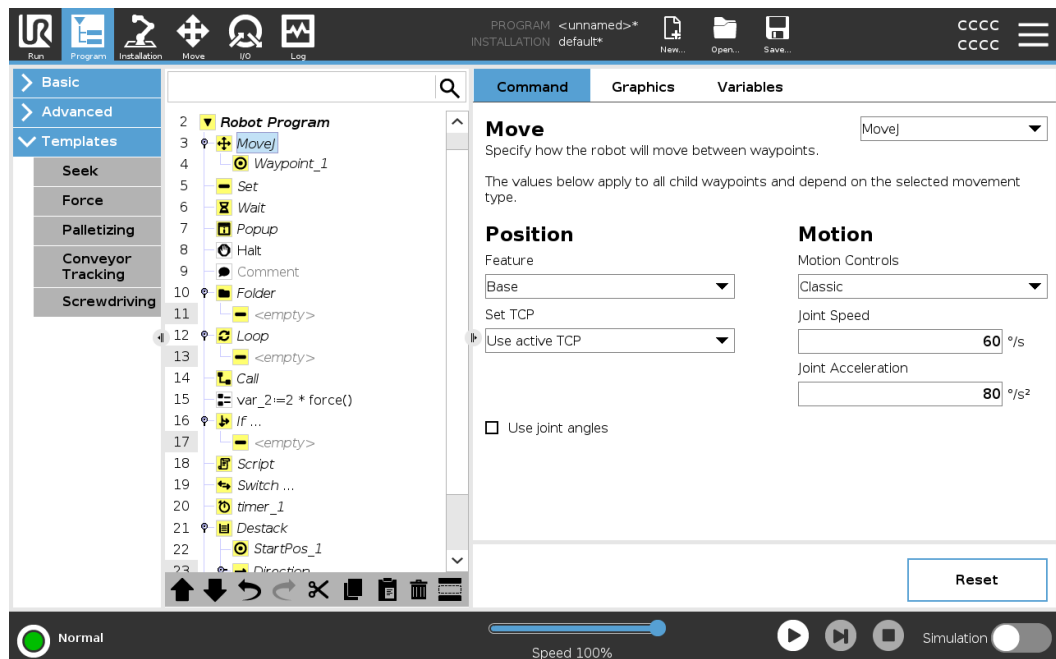 PROGRAM <unnamed>*
INSTALLATION default*
UR
Run
Program
Installation
Move
I/O
Log
New...
Open...
Save...
CCCC
CCCC
Basic
Advanced
Templates
Seek
Force
Palletizing
Conveyor
Tracking
Screwdriving
2 Robot Program
3 MoveJ
4 Waypoint_1
5 Set
6 Wait
7 Popup
8 Halt
9 Comment
10 Folder
11 <empty>
12 Loop
13 <empty>
14 Call
15 var_2:=2 * force()
16 If ...
17 <empty>
18 Script
19 Switch ...
20 timer_1
21 Destack
22 StartPos_1
23 Direction
Command
Graphics
Variables
Move
MoveJ
Specify how the robot will move between waypoints.
The values below apply to all child waypoints and depend on the selected movement
type.
Position
Feature
Base
Set TCP
Use active TCP
Use joint angles
Motion
Motion Controls
Classic
Joint Speed
60 °/s
Joint Acceleration
80 °/s²
Reset
Normal
Speed 100%
Simulation